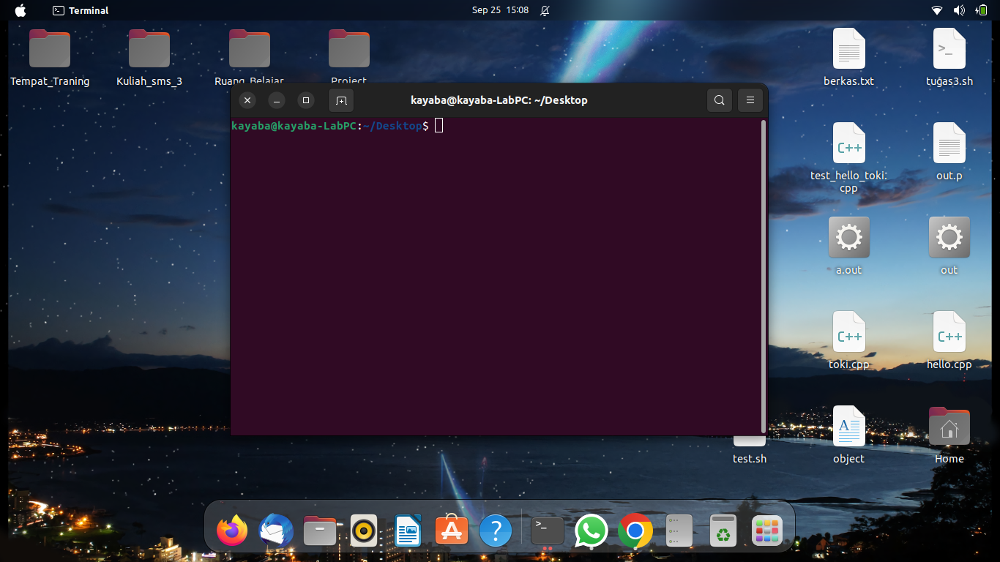 Terminal
Sep 25 15:08
Tempat_Traning
Kuliah_sms_3
Ruang_Belajar
Project
berkas.txt
tugas3.sh
kayaba@kayaba-LabPC: ~/Desktop
kayaba@kayaba-LabPC:~/Desktop$
C++
test_hello_toki.
cpp
out.p
a.out
out
C++
toki.cpp
C++
hello.cpp
test.sh
A
object
Home